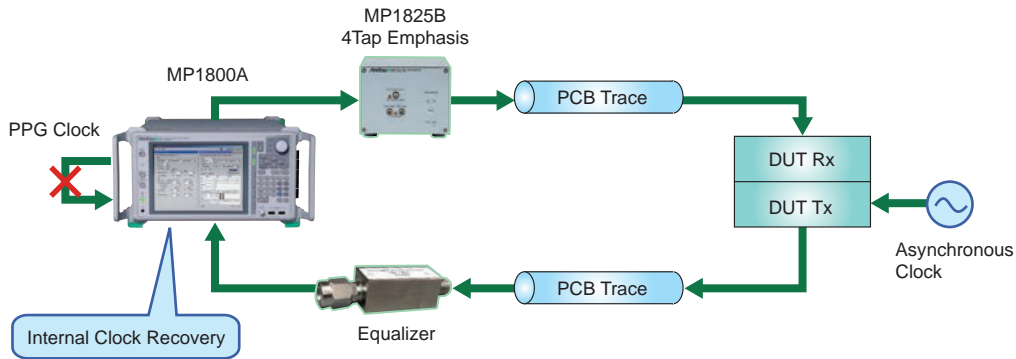 MP1825B
4Tap Emphasis
MP1800A
PPG Clock
PCB Trace
DUT Rx
DUT Tx
Asynchronous
Clock
PCB Trace
Equalizer
Internal Clock Recovery